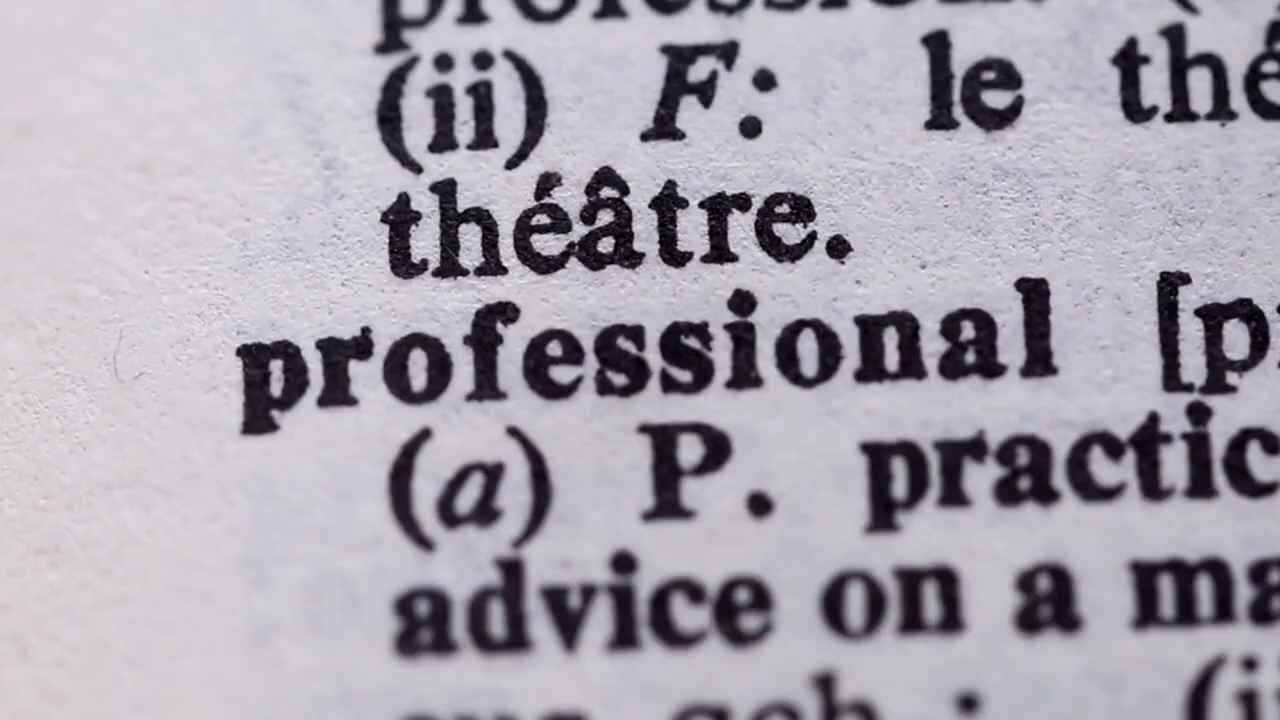 (ii) F: le thé
théâtre.
professional [p
(a) P. practic
advice on a ma